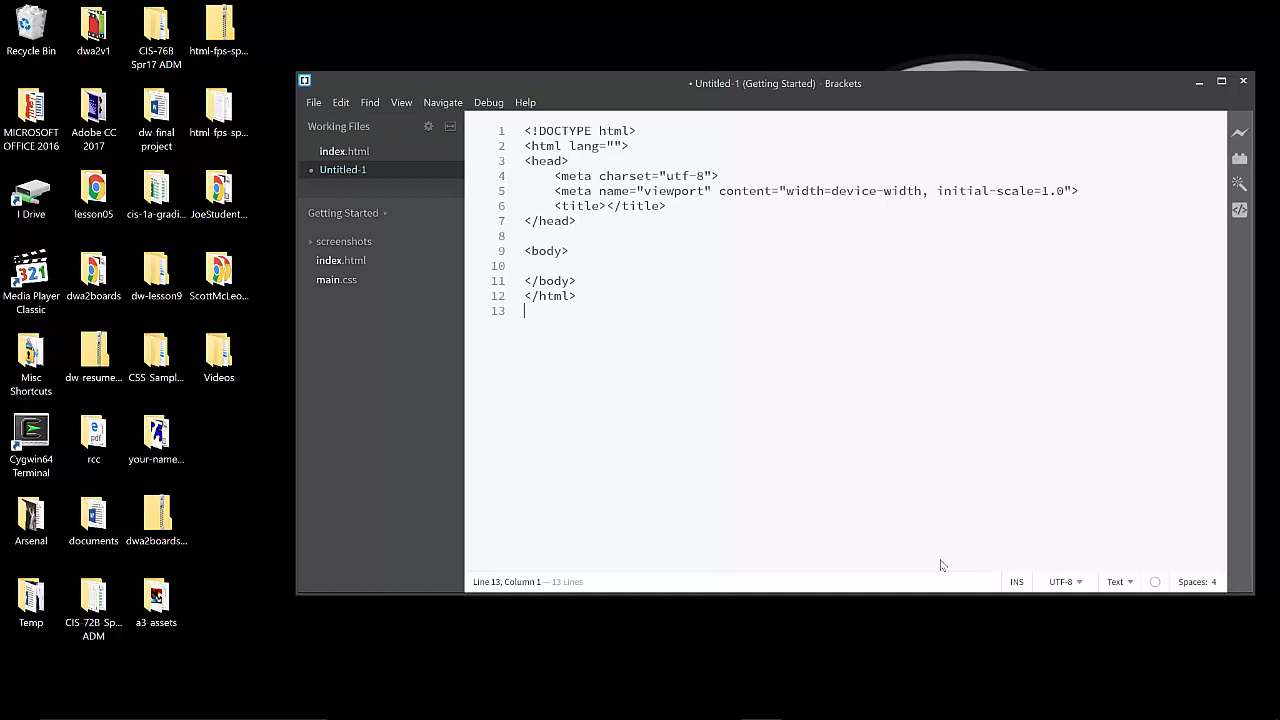 Recycle Bin
dwa2v1
CIS-76B
Spr17 ADM
html-fps-sp...
MICROSOFT
OFFICE 2016
Adobe CC
2017
dw-final
project
html-fps-sp...
I Drive
lesson05
cis-1a-gradi...
JoeStudent...
Media Player
Classic
dwa2boards
dw-lesson9
ScottMcLeo...
Misc
Shortcuts
dw-resume...
CSS-Sampl...
Videos
Cygwin64
Terminal
rcc
your-name...
Arsenal
documents
dwa2boards...
Temp
CIS-72B-Sp...
ADM
a3-assets
• Untitled-1 (Getting Started) - Brackets
File Edit Find View Navigate Debug Help
Working Files
index.html
• Untitled-1
Getting Started
screenshots
index.html
main.css
1 <!DOCTYPE html>
2 <html lang="">
3 <head>
4 <meta charset="utf-8">
5 <meta name="viewport" content="width=device-width, initial-scale=1.0">
6 <title></title>
7 </head>
8
9 <body>
10
11 </body>
12 </html>
13
Line 13, Column 1 — 13 Lines
INS UTF-8 Text Spaces: 4